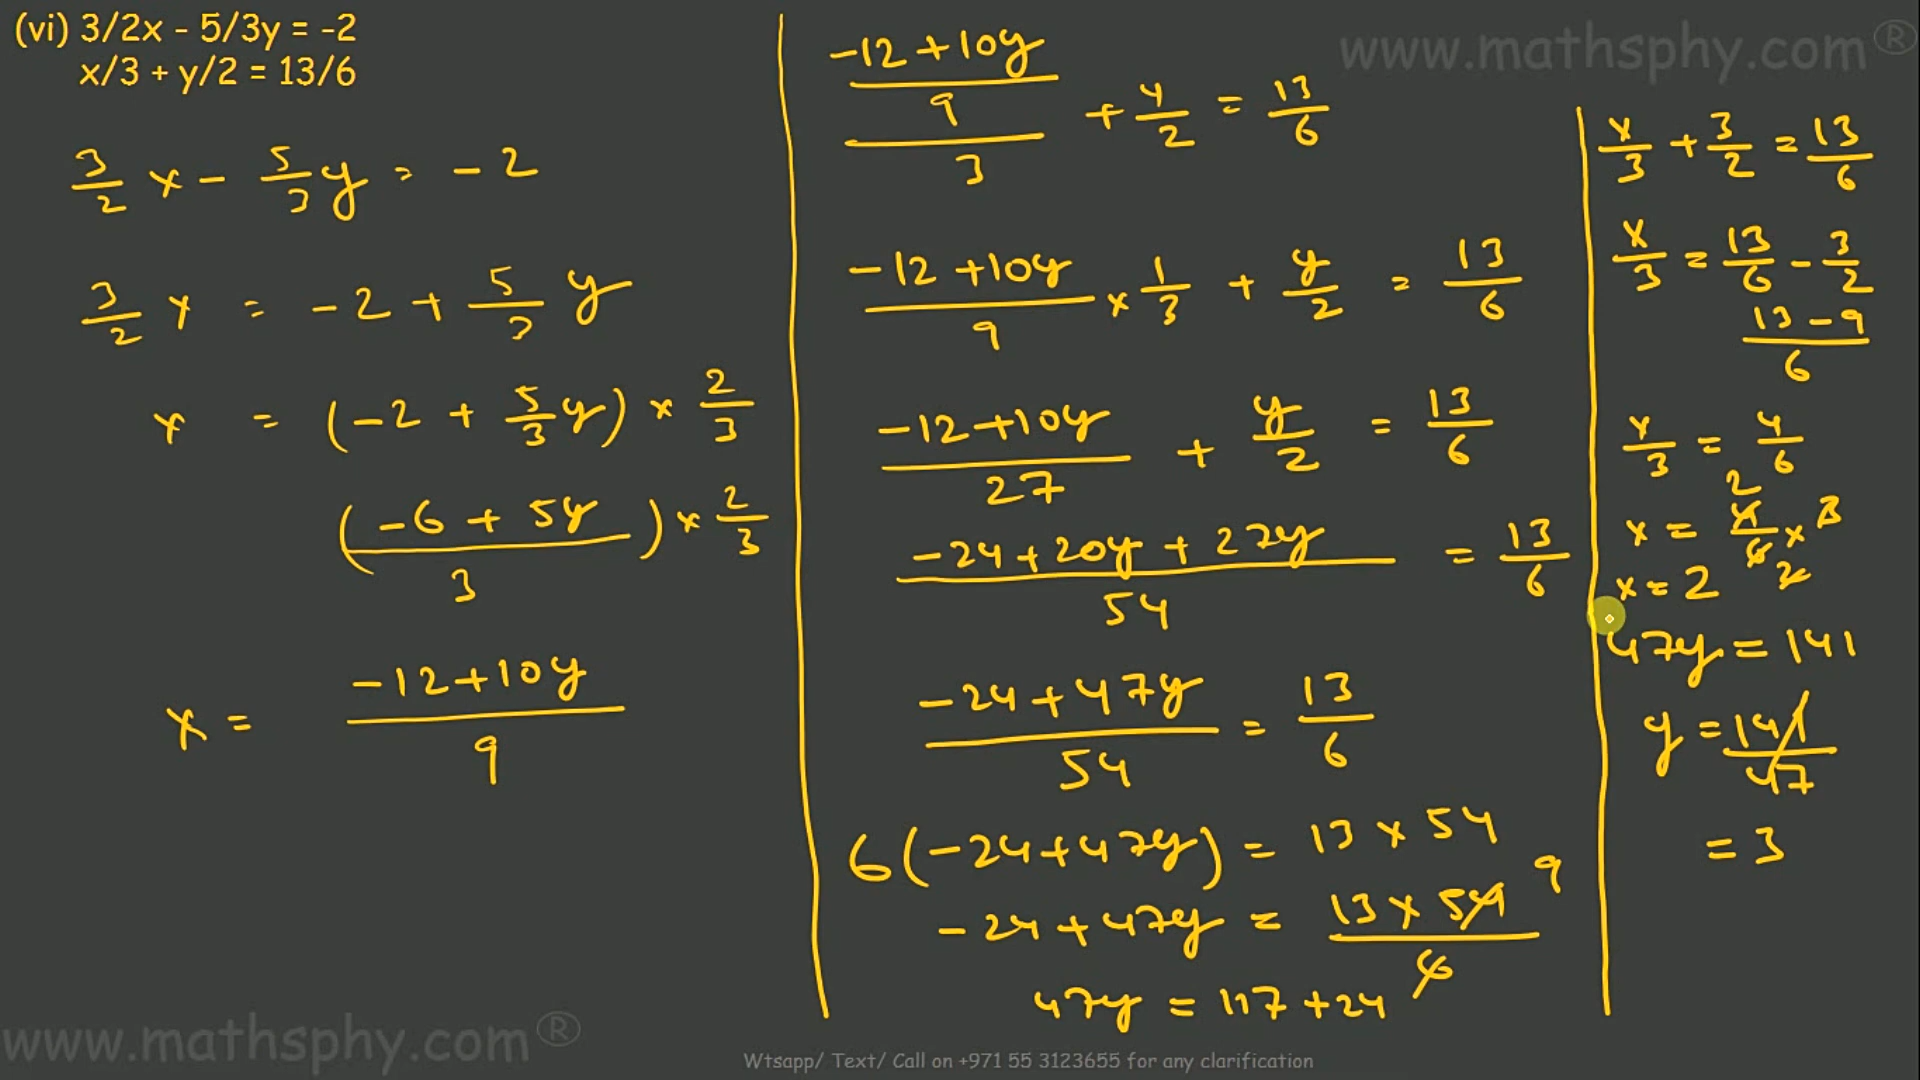 (vi) 3/2x - 5/3y = -2
x/3 + y/2 = 13/6
3/2 x - 5/3 y = -2
3/2 x = -2 + 5/3 y
x = (-2 + 5/3 y) × 2/3
(-6 + 5y / 3) × 2/3
x = -12+10y / 9
-12+10y / 9 / 3 + y/2 = 13/6
-12+10y / 9 × 1/3 + y/2 = 13/6
-12+10y / 27 + y/2 = 13/6
-24+20y+27y / 54 = 13/6
-24+47y / 54 = 13/6
6(-24+47y) = 13×54
-24+47y = 13×54 / 6 9
47y = 117+24
www.mathsphy.com®
x/3 + 3/2 = 13/6
x/3 = 13/6 - 3/2
13-9 / 6
x/3 = 4/6
x = 4/6 × 3 2 2
x = 2
47y = 141
y = 141/47
= 3
www.mathsphy.com®
Wtsapp/ Text/ Call on +971 55 3123655 for any clarification